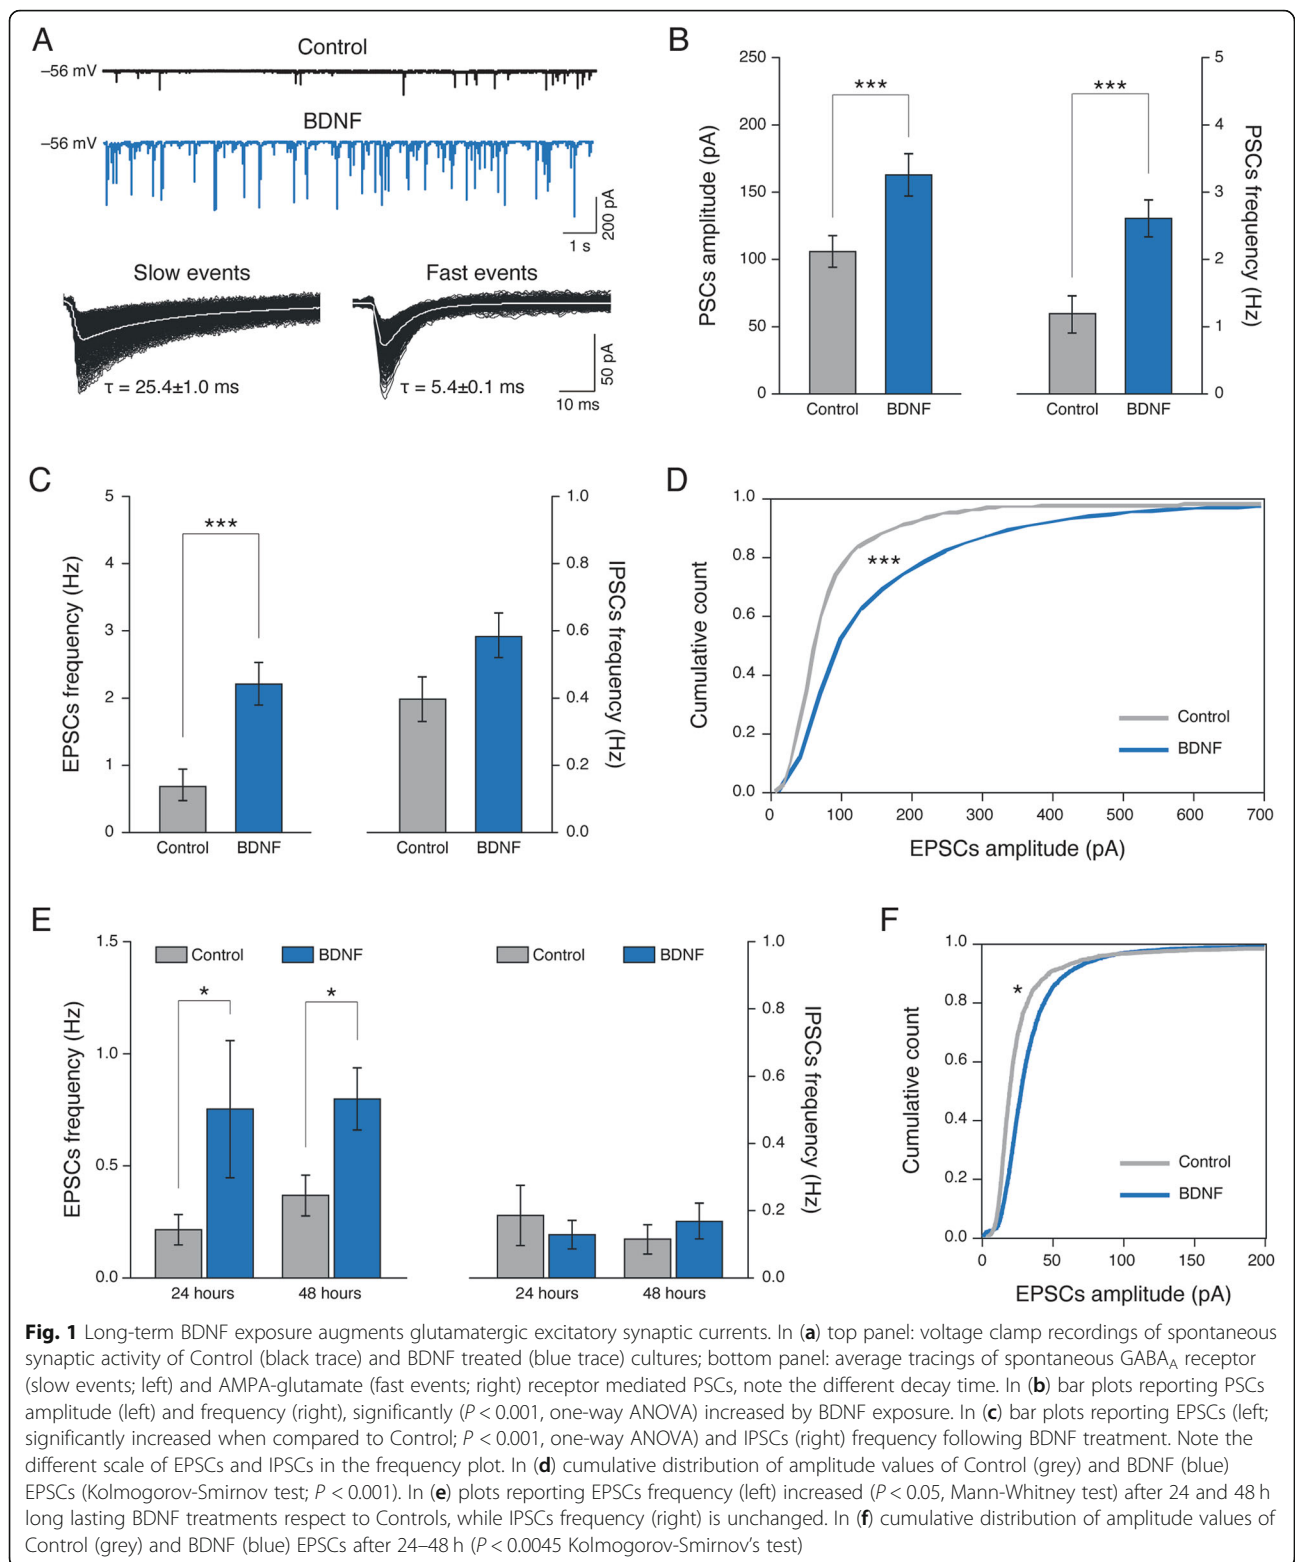 A
Control
–56 mV
BDNF
–56 mV
200 pA
1 s
Slow events
Fast events
τ = 25.4±1.0 ms
τ = 5.4±0.1 ms
50 pA
10 ms
B
250
200
150
100
50
0
PSCs amplitude (pA)
***
***
5
4
3
2
1
0
PSCs frequency (Hz)
Control
BDNF
Control
BDNF
C
5
4
3
2
1
0
EPSCs frequency (Hz)
***
1.0
0.8
0.6
0.4
0.2
0.0
IPSCs frequency (Hz)
Control
BDNF
Control
BDNF
D
1.0
0.8
0.6
0.4
0.2
0.0
Cumulative count
***
Control
BDNF
0 100 200 300 400 500 600 700
EPSCs amplitude (pA)
E
1.5
1.0
0.5
0.0
EPSCs frequency (Hz)
Control
BDNF
*
*
24 hours
48 hours
Control
BDNF
1.0
0.8
0.6
0.4
0.2
0.0
IPSCs frequency (Hz)
24 hours
48 hours
F
1.0
0.8
0.6
0.4
0.2
0.0
Cumulative count
*
Control
BDNF
0 50 100 150 200
EPSCs amplitude (pA)
Fig. 1 Long-term BDNF exposure augments glutamatergic excitatory synaptic currents. In (a) top panel: voltage clamp recordings of spontaneous
synaptic activity of Control (black trace) and BDNF treated (blue trace) cultures; bottom panel: average tracings of spontaneous GABAA receptor
(slow events; left) and AMPA-glutamate (fast events; right) receptor mediated PSCs, note the different decay time. In (b) bar plots reporting PSCs
amplitude (left) and frequency (right), significantly (P < 0.001, one-way ANOVA) increased by BDNF exposure. In (c) bar plots reporting EPSCs (left;
significantly increased when compared to Control; P < 0.001, one-way ANOVA) and IPSCs (right) frequency following BDNF treatment. Note the
different scale of EPSCs and IPSCs in the frequency plot. In (d) cumulative distribution of amplitude values of Control (grey) and BDNF (blue)
EPSCs (Kolmogorov-Smirnov test; P < 0.001). In (e) plots reporting EPSCs frequency (left) increased (P < 0.05, Mann-Whitney test) after 24 and 48 h
long lasting BDNF treatments respect to Controls, while IPSCs frequency (right) is unchanged. In (f) cumulative distribution of amplitude values of
Control (grey) and BDNF (blue) EPSCs after 24–48 h (P < 0.0045 Kolmogorov-Smirnov's test)